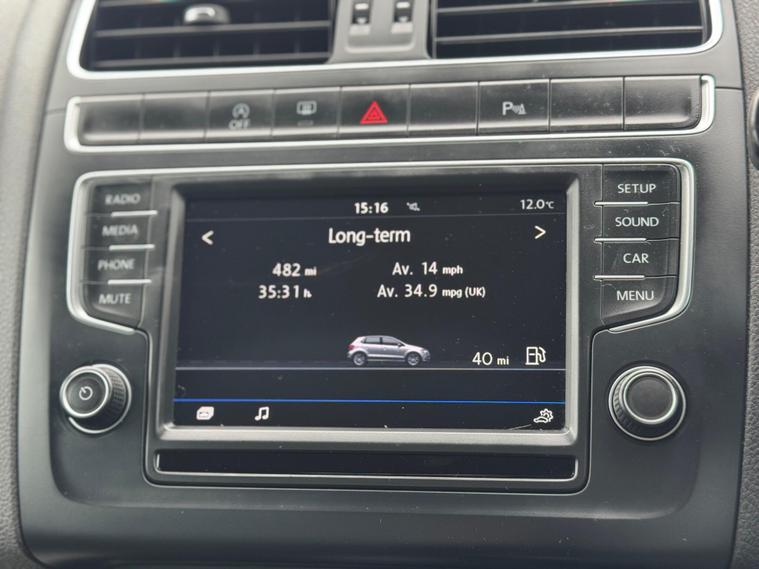 OFF
P
RADIO
MEDIA
PHONE
MUTE
SETUP
SOUND
CAR
MENU
15:16
12.0°C
< Long-term >
482 mi
Av. 14 mph
35:31 h.
Av. 34.9 mpg (UK)
40 mi